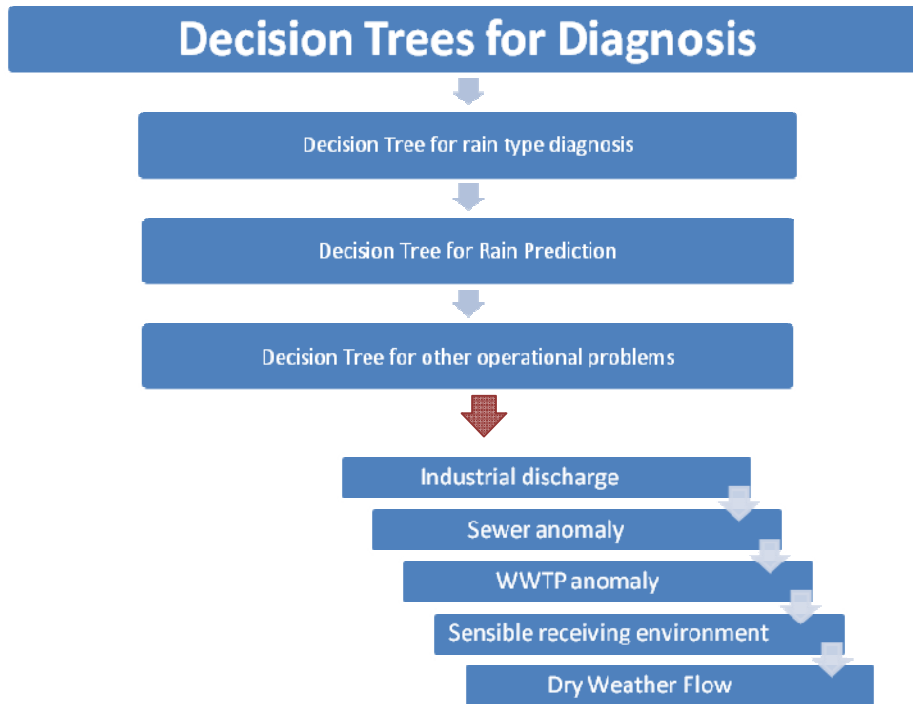 Decision Trees for Diagnosis
Decision Tree for rain type diagnosis
Decision Tree for Rain Prediction
Decision Tree for other operational problems
Industrial discharge
Sewer anomaly
WWTP anomaly
Sensible receiving environment
Dry Weather Flow